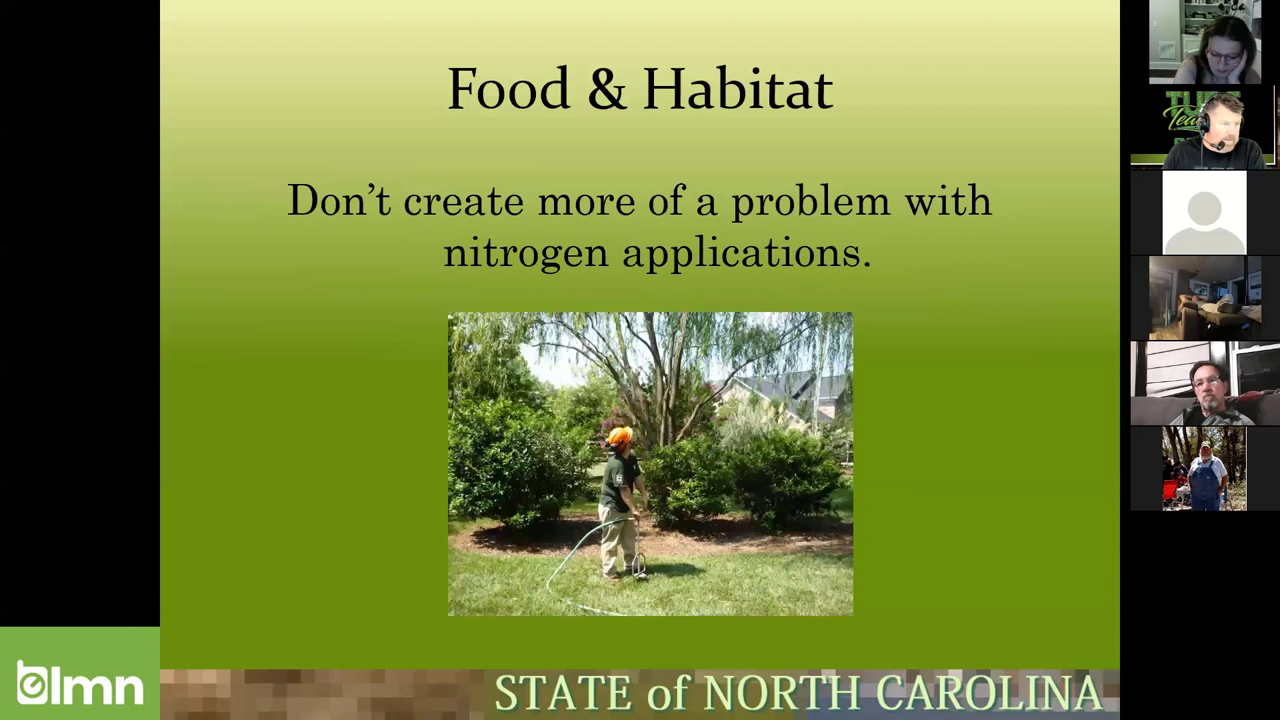 Food & Habitat
Don't create more of a problem with
nitrogen applications.
lmn
STATE of NORTH CAROLINA